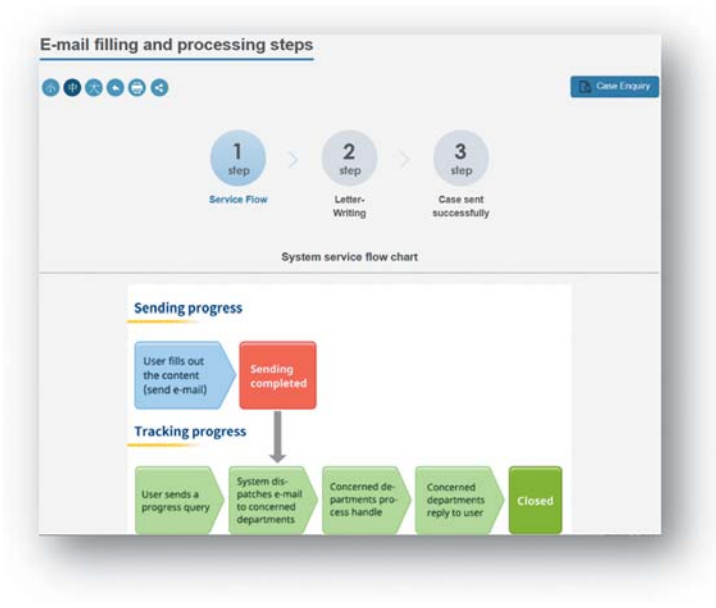 E-mail filling and processing steps
小 中 大
Case Enquiry
1
step
2
step
3
step
Service Flow
Letter-
Writing
Case sent
successfully
System service flow chart
Sending progress
User fills out
the content
(send e-mail)
Sending
completed
Tracking progress
User sends a
progress query
System dis-
patches e-mail
to concerned
departments
Concerned de-
partments pro-
cess handle
Concerned
departments
reply to user
Closed